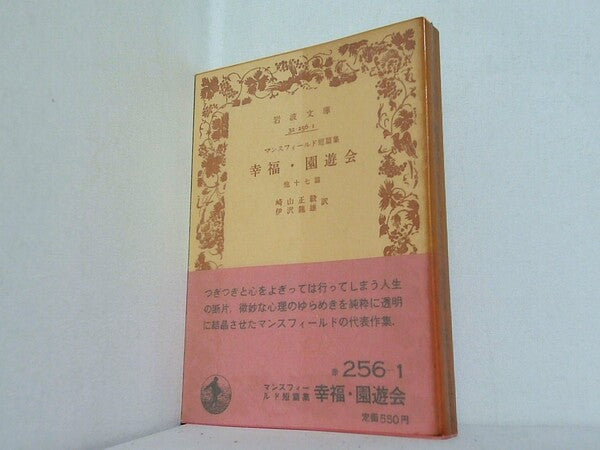 岩波文庫
32-256-1
マンスフィールド短篇集
幸福・園遊会
他十七篇
崎山正毅
伊沢龍雄 訳
つぎつぎと心をよぎっては行ってしまう人生
の断片、微妙な心理のゆらめきを純粋に透明
に結晶させたマンスフィールドの代表作集.
赤 256-1
マンスフィー
ルド短篇集 幸福・園遊会
定価550円